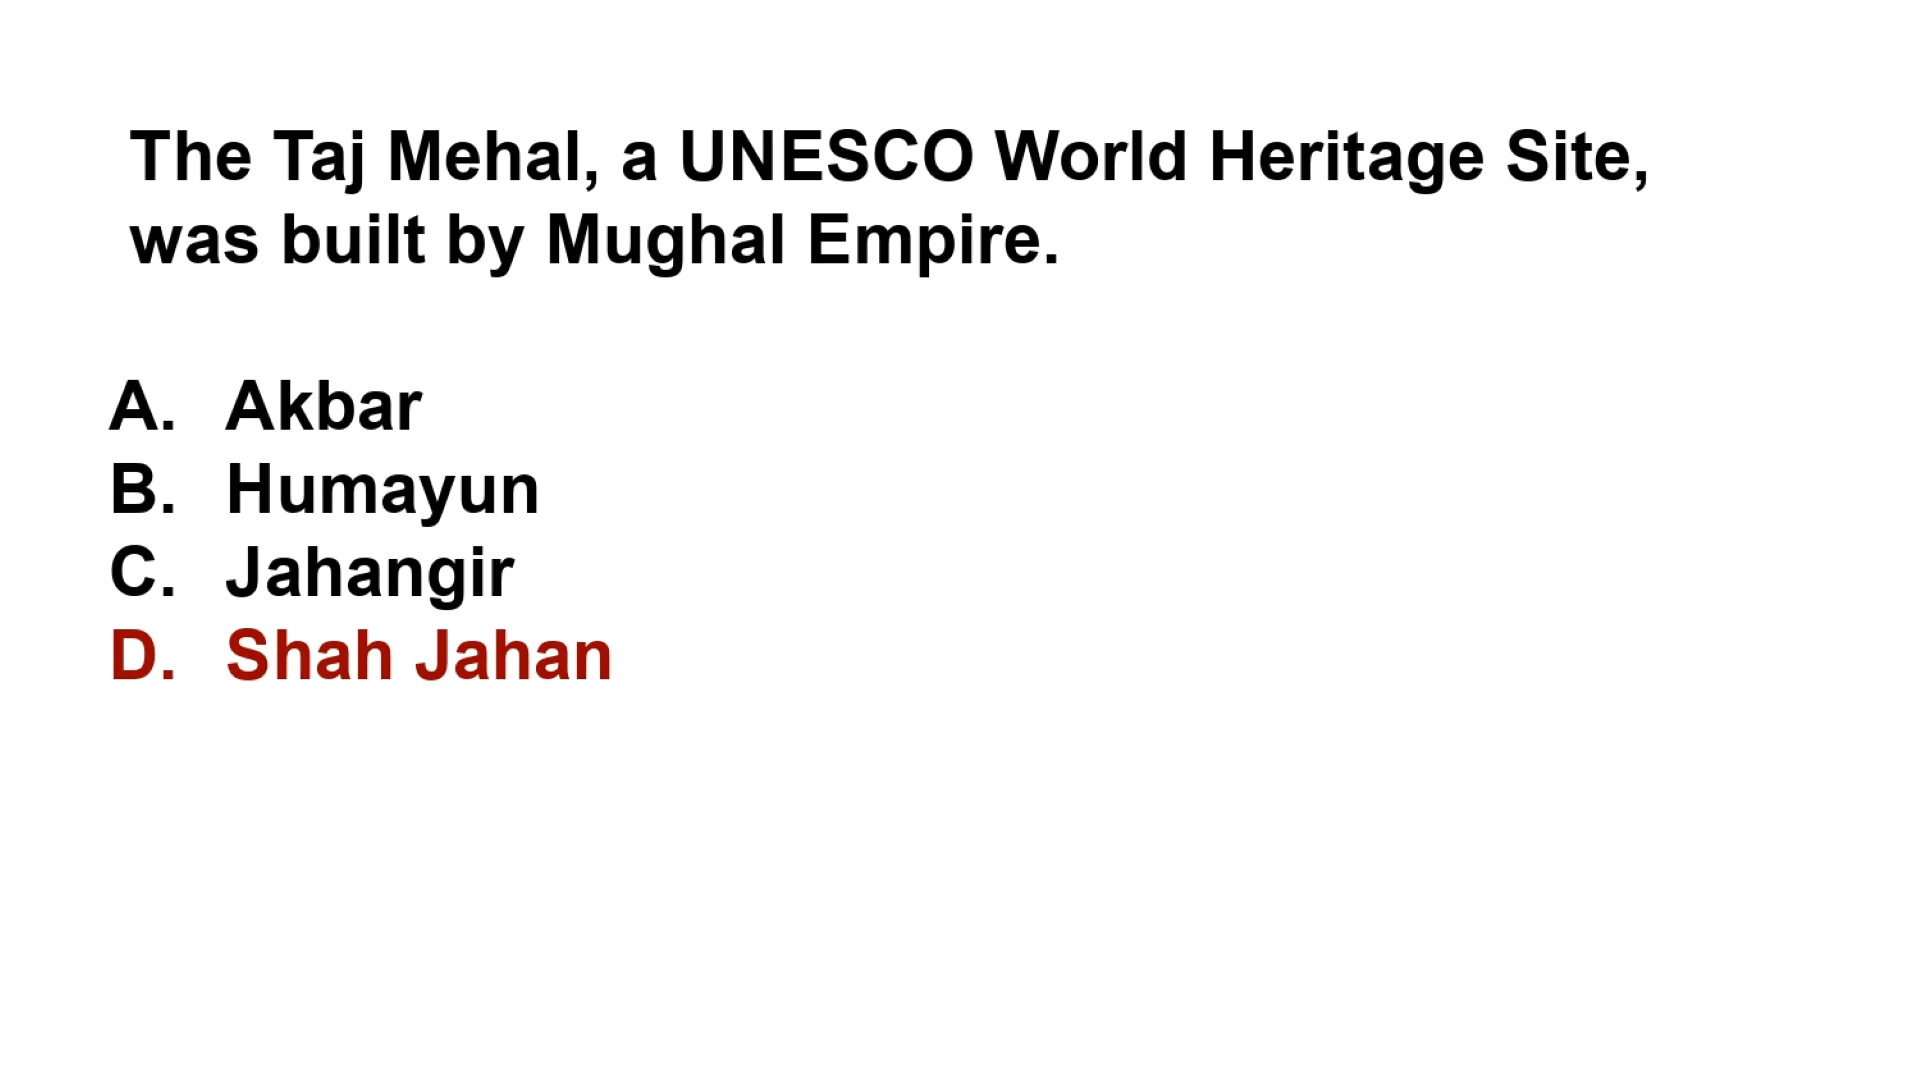 The Taj Mehal, a UNESCO World Heritage Site,
was built by Mughal Empire.
A. Akbar
B. Humayun
C. Jahangir
D. Shah Jahan